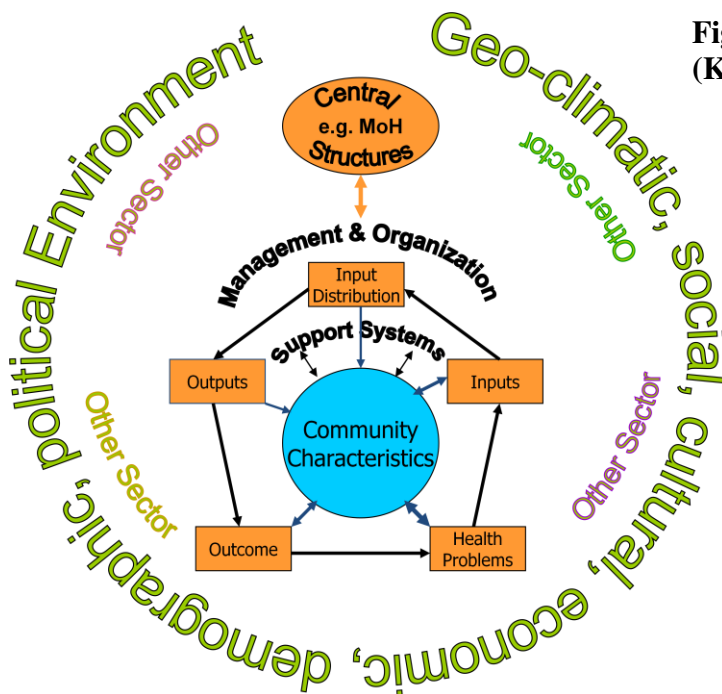 Fig
(K
Geo-climatic, social, cultural, economic, demographic, political Environment
Central
e.g. MoH
Structures
Other Sector
Other Sector
Management & Organization
Input
Distribution
Support Systems
Outputs
Inputs
Community
Characteristics
Other Sector
Other Sector
Outcome
Health
Problems